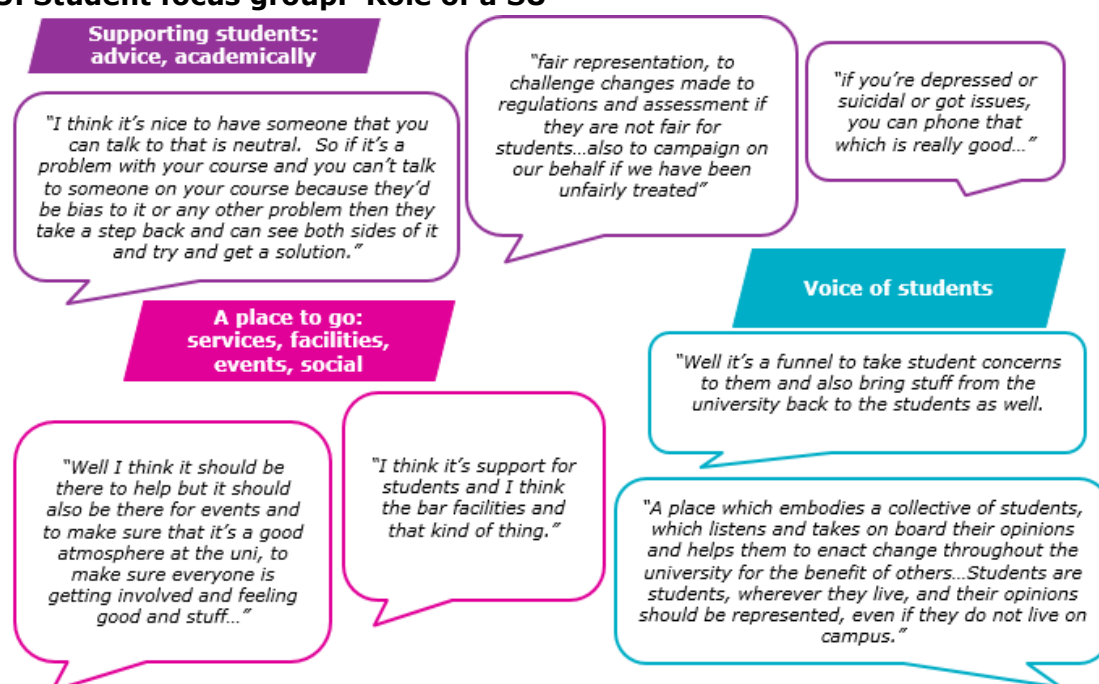 Student focus group: Role of a SU
Supporting students:
advice, academically
"I think it's nice to have someone that you
can talk to that is neutral.  So if it's a
problem with your course and you can't talk
to someone on your course because they'd
be bias to it or any other problem then they
take a step back and can see both sides of it
and try and get a solution."
"fair representation, to
challenge changes made to
regulations and assessment if
they are not fair for
students…also to campaign on
our behalf if we have been
unfairly treated"
"if you're depressed or
suicidal or got issues,
you can phone that
which is really good…"
A place to go:
services, facilities,
events, social
"Well I think it should be
there to help but it should
also be there for events and
to make sure that it's a good
atmosphere at the uni, to
make sure everyone is
getting involved and feeling
good and stuff…"
"I think it's support for
students and I think
the bar facilities and
that kind of thing."
Voice of students
"Well it's a funnel to take student concerns
to them and also bring stuff from the
university back to the students as well.
"A place which embodies a collective of students,
which listens and takes on board their opinions
and helps them to enact change throughout the
university for the benefit of others…Students are
students, wherever they live, and their opinions
should be represented, even if they do not live on
campus."